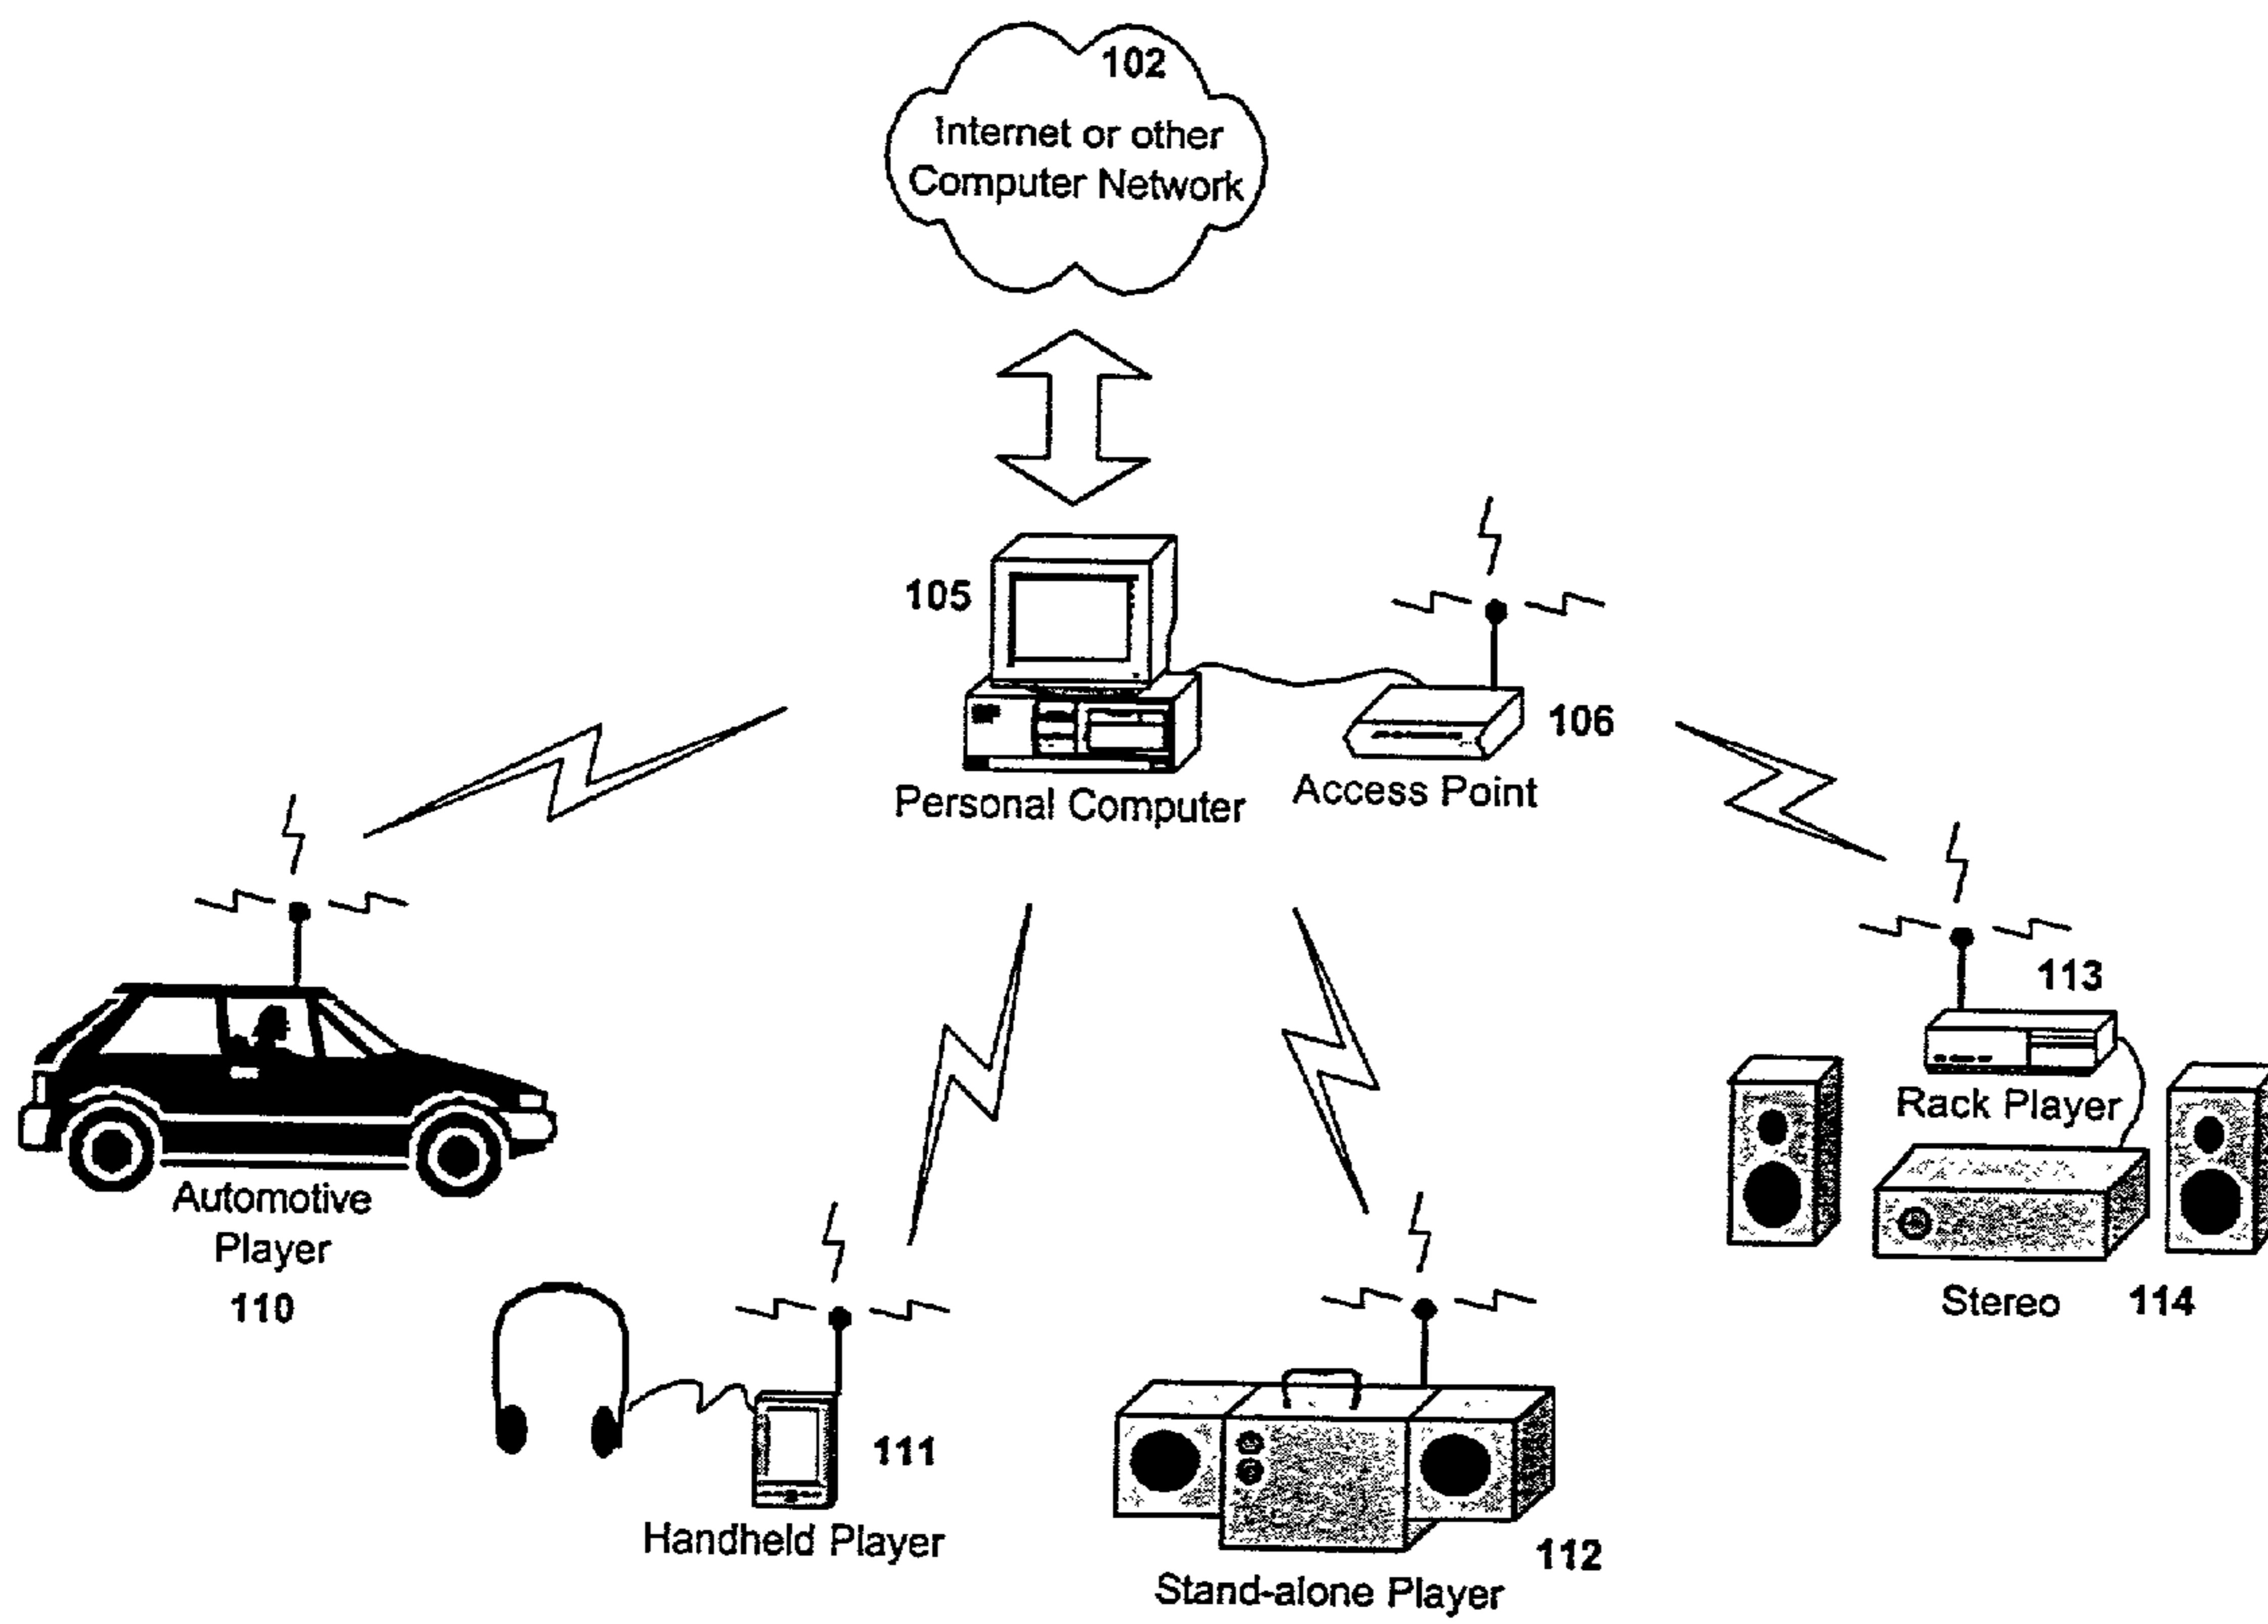 102
Internet or other
Computer Network
105
106
Personal Computer
Access Point
113
Rack Player
Automotive
Player
110
Stereo 114
111
Handheld Player
112
Stand-alone Player